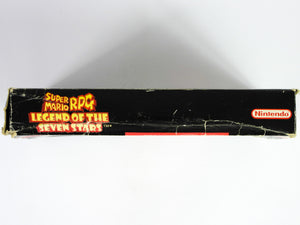 SUPER
MARIO RPG
LEGEND OF THE
SEVEN STARS
Nintendo